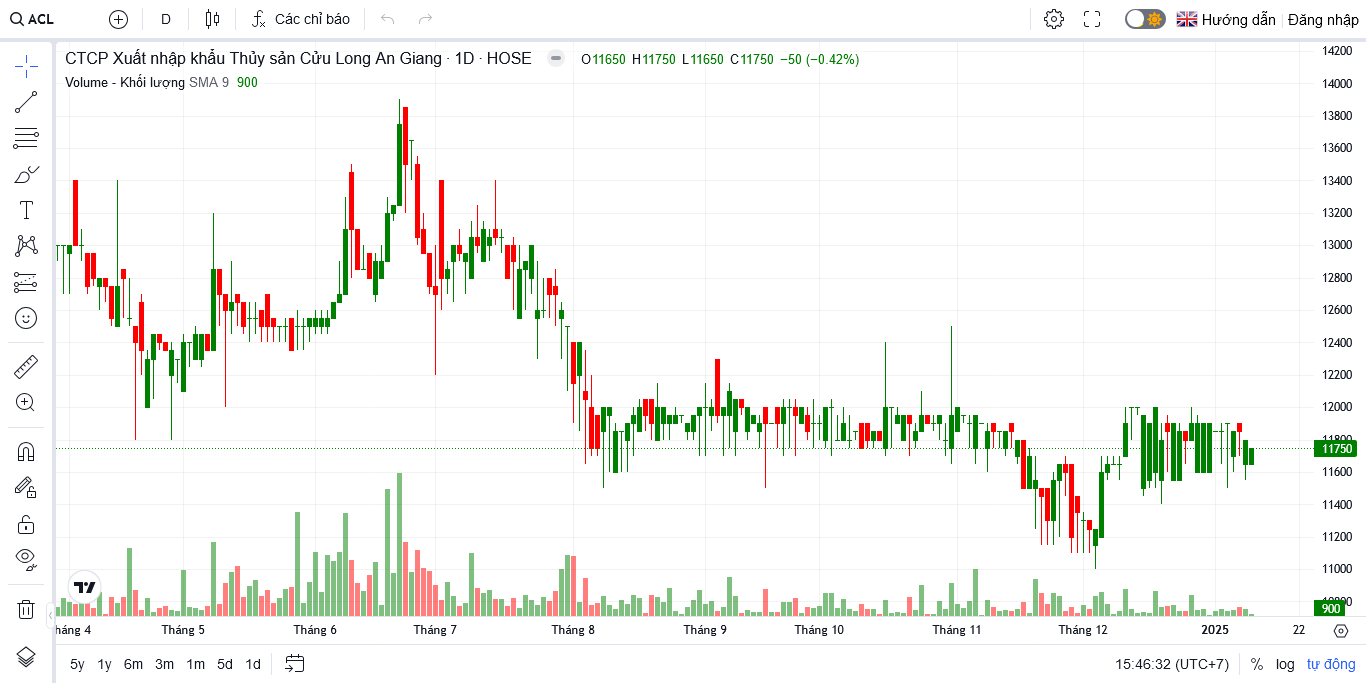 ACL
D
Các chỉ báo
Hướng dẫn
Đăng nhập
CTCP Xuất nhập khẩu Thủy sản Cửu Long An Giang · 1D · HOSE
O11650 H11750 L11650 C11750 −50 (−0.42%)
Volume - Khối lượng SMA 9 900
14200
14000
13800
13600
13400
13200
13000
12800
12600
12400
12200
12000
11800
11750
11600
11400
11200
11000
10800
900
háng 4
Tháng 5
Tháng 6
Tháng 7
Tháng 8
Tháng 9
Tháng 10
Tháng 11
Tháng 12
2025
22
5y 1y 6m 3m 1m 5d 1d
15:46:32 (UTC+7)
% log tự động